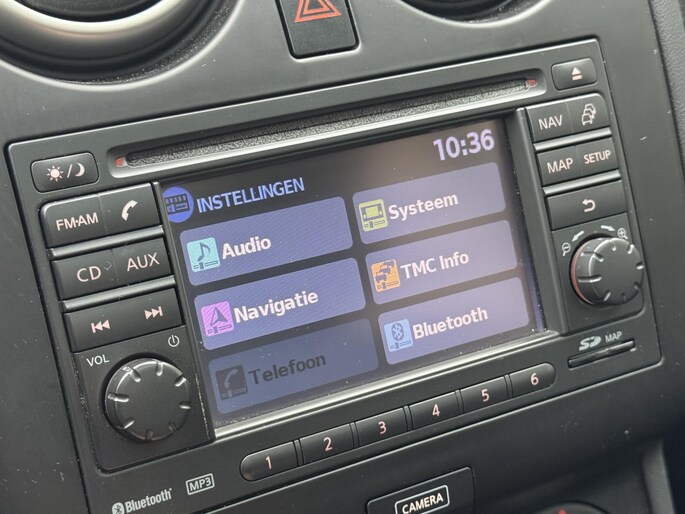 10:36
INSTELLINGEN
Audio
Systeem
Navigatie
TMC Info
Telefoon
Bluetooth
FM•AM
CD
AUX
VOL
NAV
MAP
SETUP
SD MAP
1 2 3 4 5 6
Bluetooth
MP3
CAMERA